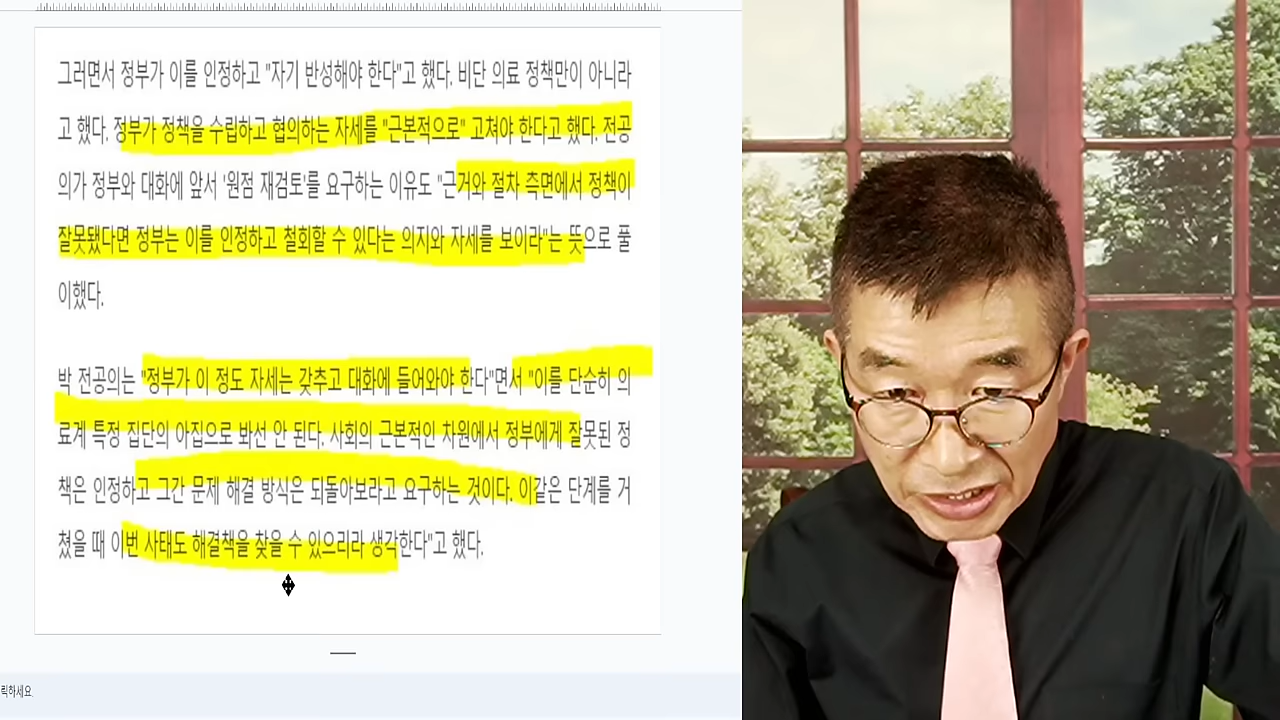 그러면서 정부가 이를 인정하고 "자기 반성해야 한다"고 했다. 비단 의료 정책만이 아니라
고 했다. 정부가 정책을 수립하고 협의하는 자세를 "근본적으로" 고쳐야 한다고 했다. 전공
의가 정부와 대화에 앞서 '원점 재검토'를 요구하는 이유도 "근거와 절차 측면에서 정책이
잘못됐다면 정부는 이를 인정하고 철회할 수 있다는 의지와 자세를 보이라"는 뜻으로 풀
이했다.
박 전공의는 "정부가 이 정도 자세는 갖추고 대화에 들어와야 한다"면서 "이를 단순히 의
료계 특정 집단의 아집으로 봐선 안 된다. 사회의 근본적인 차원에서 정부에게 잘못된 정
책은 인정하고 그간 문제 해결 방식은 되돌아보라고 요구하는 것이다. 이같은 단계를 거
쳤을 때 이번 사태도 해결책을 찾을 수 있으리라 생각한다"고 했다.
릭하세요.